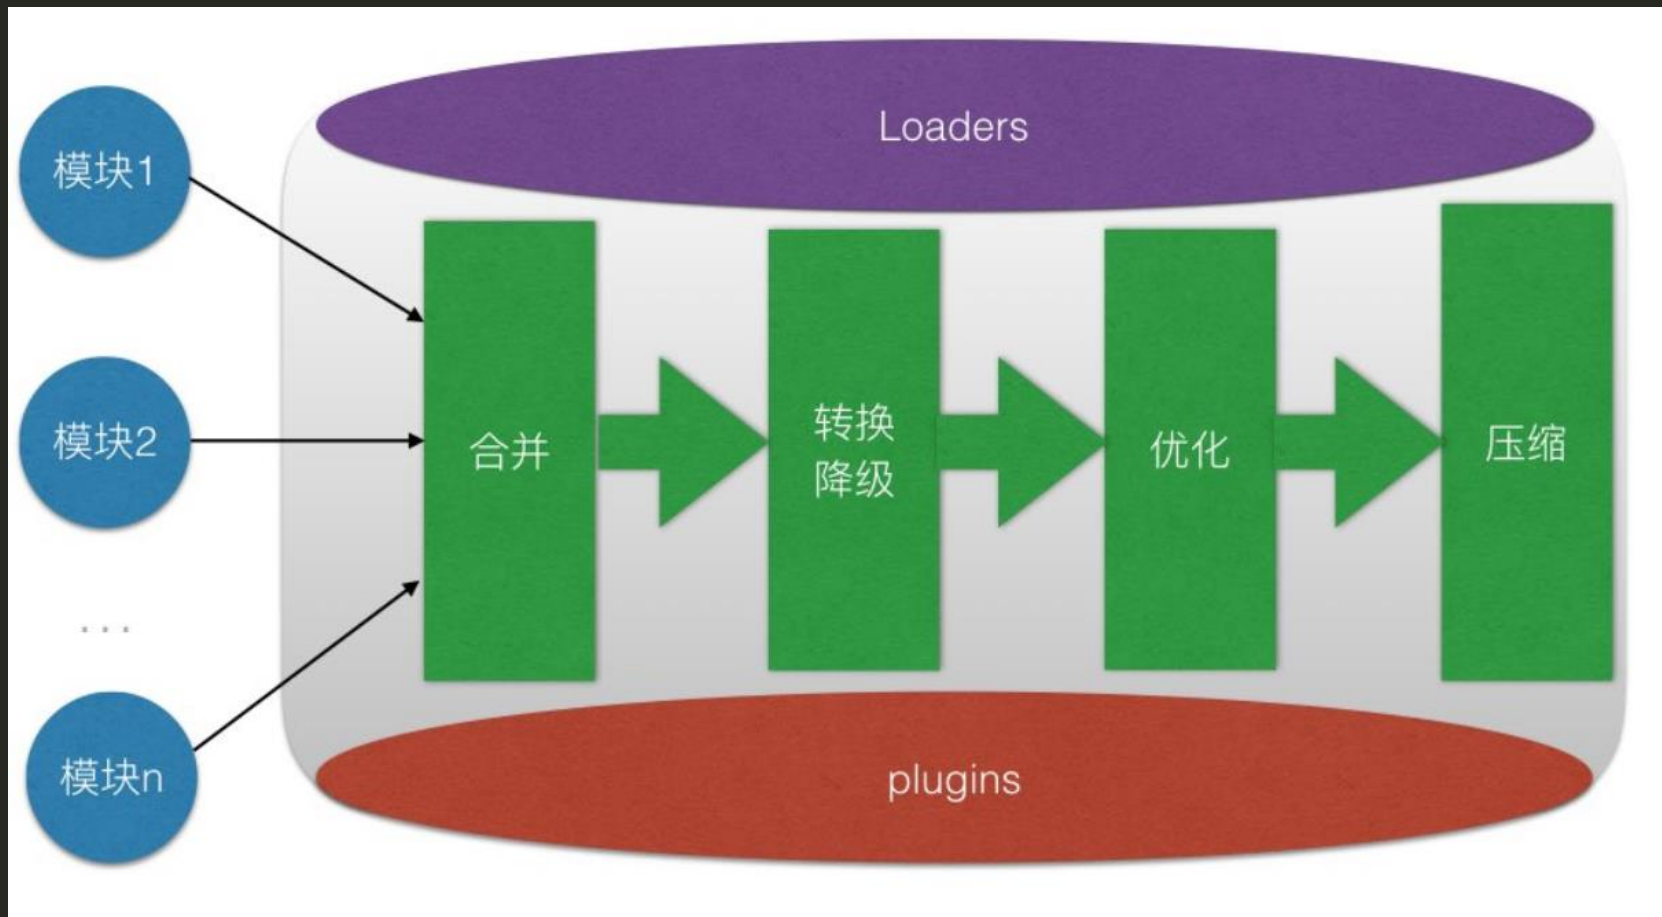 Loaders
模块1
模块2
...
模块n
合并
转换
降级
优化
压缩
plugins